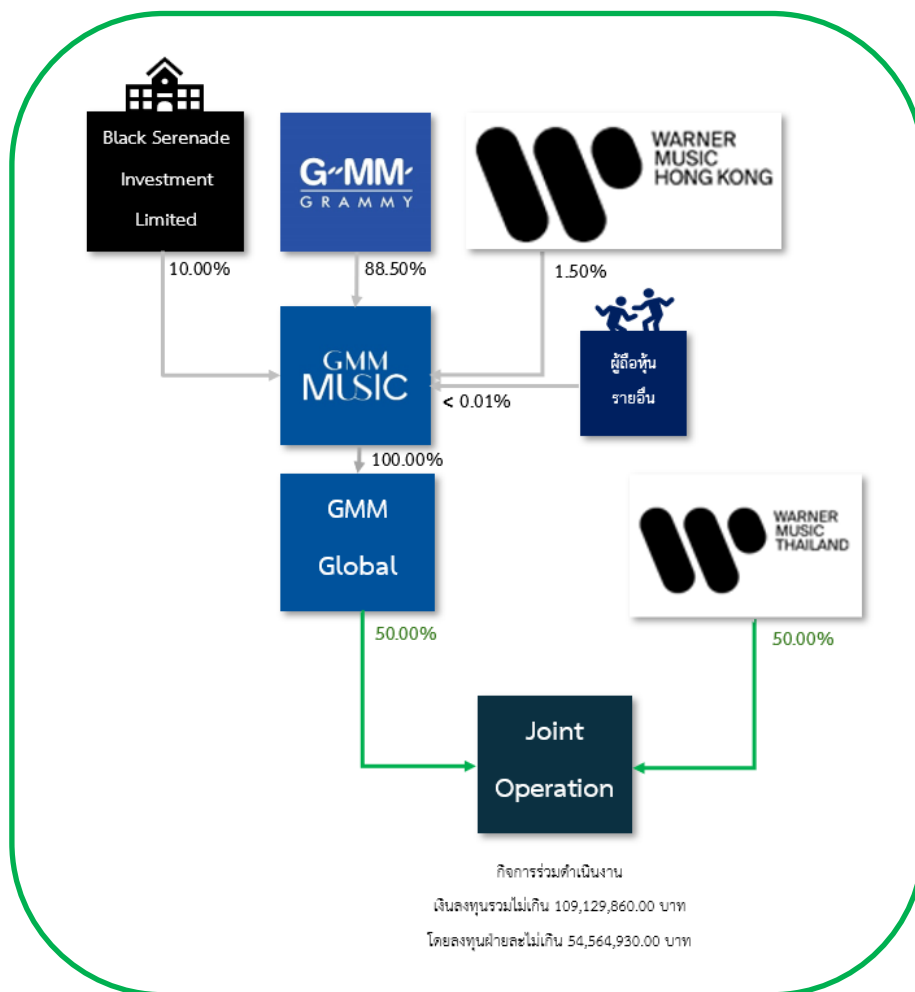 Black Serenade
Investment
Limited
G-MM-
GRAMMY
WARNER
MUSIC
HONG KONG
10.00%
88.50%
1.50%
GMM
MUSIC
ผู้ถือหุ้น
รายอื่น
< 0.01%
100.00%
GMM
Global
WARNER
MUSIC
THAILAND
50.00%
50.00%
Joint
Operation
กิจการร่วมดำเนินงาน
เงินลงทุนรวมไม่เกิน 109,129,860.00 บาท
โดยลงทุนฝ่ายละไม่เกิน 54,564,930.00 บาท